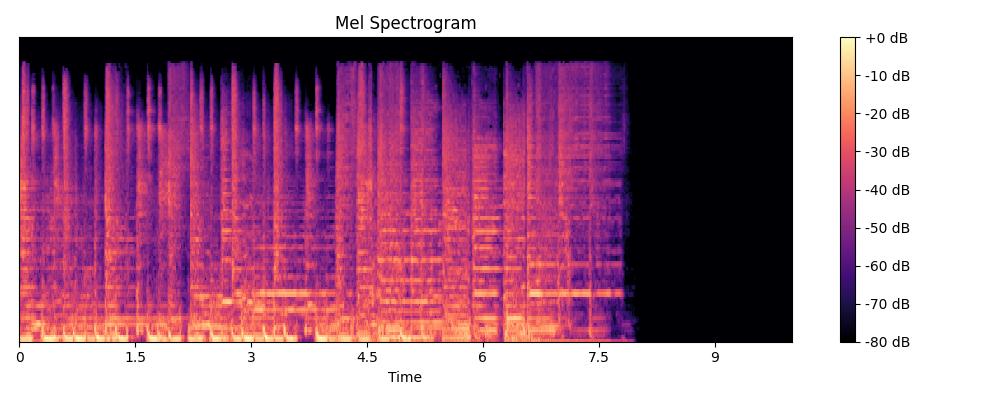 Mel Spectrogram
+0 dB
-10 dB
-20 dB
-30 dB
-40 dB
-50 dB
-60 dB
-70 dB
-80 dB
0 1.5 3 4.5 6 7.5 9
Time